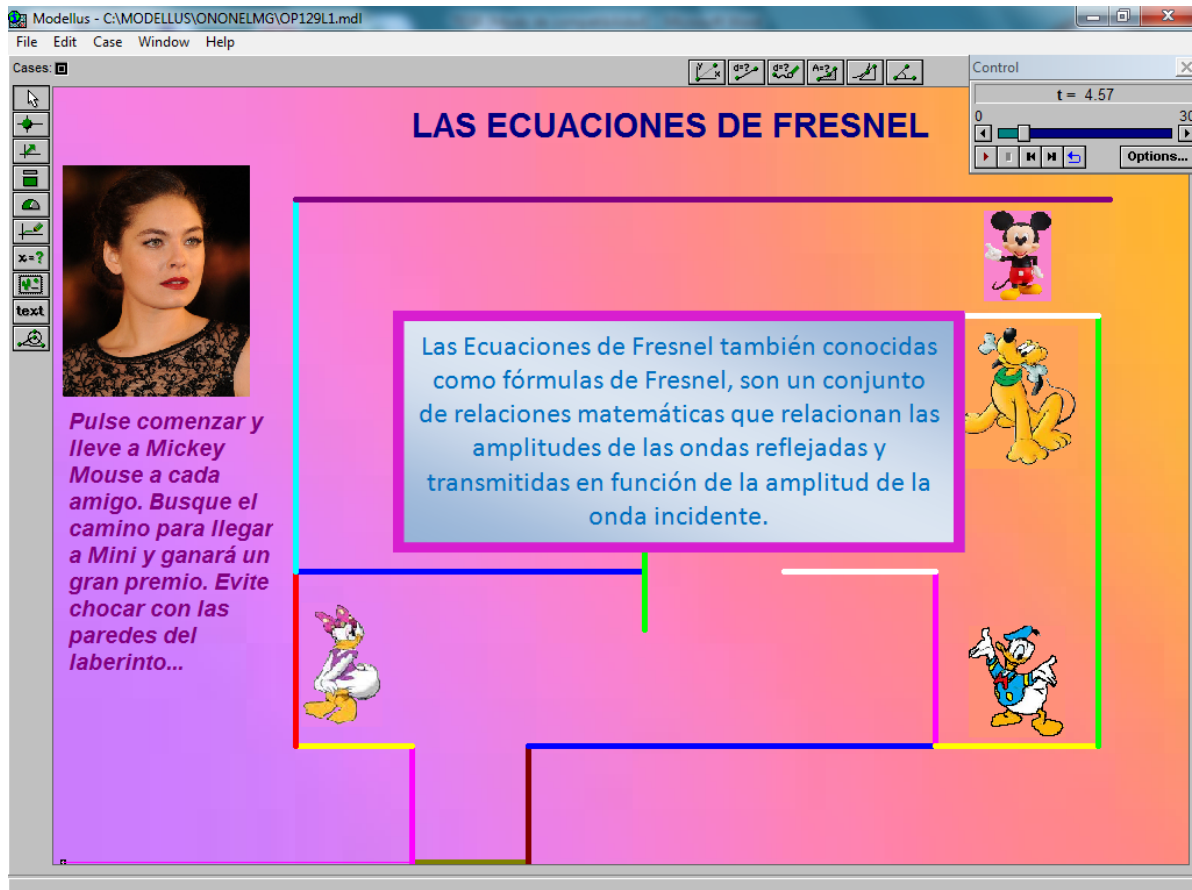 Modellus - C:\MODELLUS\ONONELMG\OP129L1.mdl
File Edit Case Window Help
Cases:
Control
t = 4.57
0
30
Options...
text
x=?
LAS ECUACIONES DE FRESNEL
Las Ecuaciones de Fresnel también conocidas
como fórmulas de Fresnel, son un conjunto
de relaciones matemáticas que relacionan las
amplitudes de las ondas reflejadas y
transmitidas en función de la amplitud de la
onda incidente.
Pulse comenzar y
lleve a Mickey
Mouse a cada
amigo. Busque el
camino para llegar
a Mini y ganará un
gran premio. Evite
chocar con las
paredes del
laberinto...